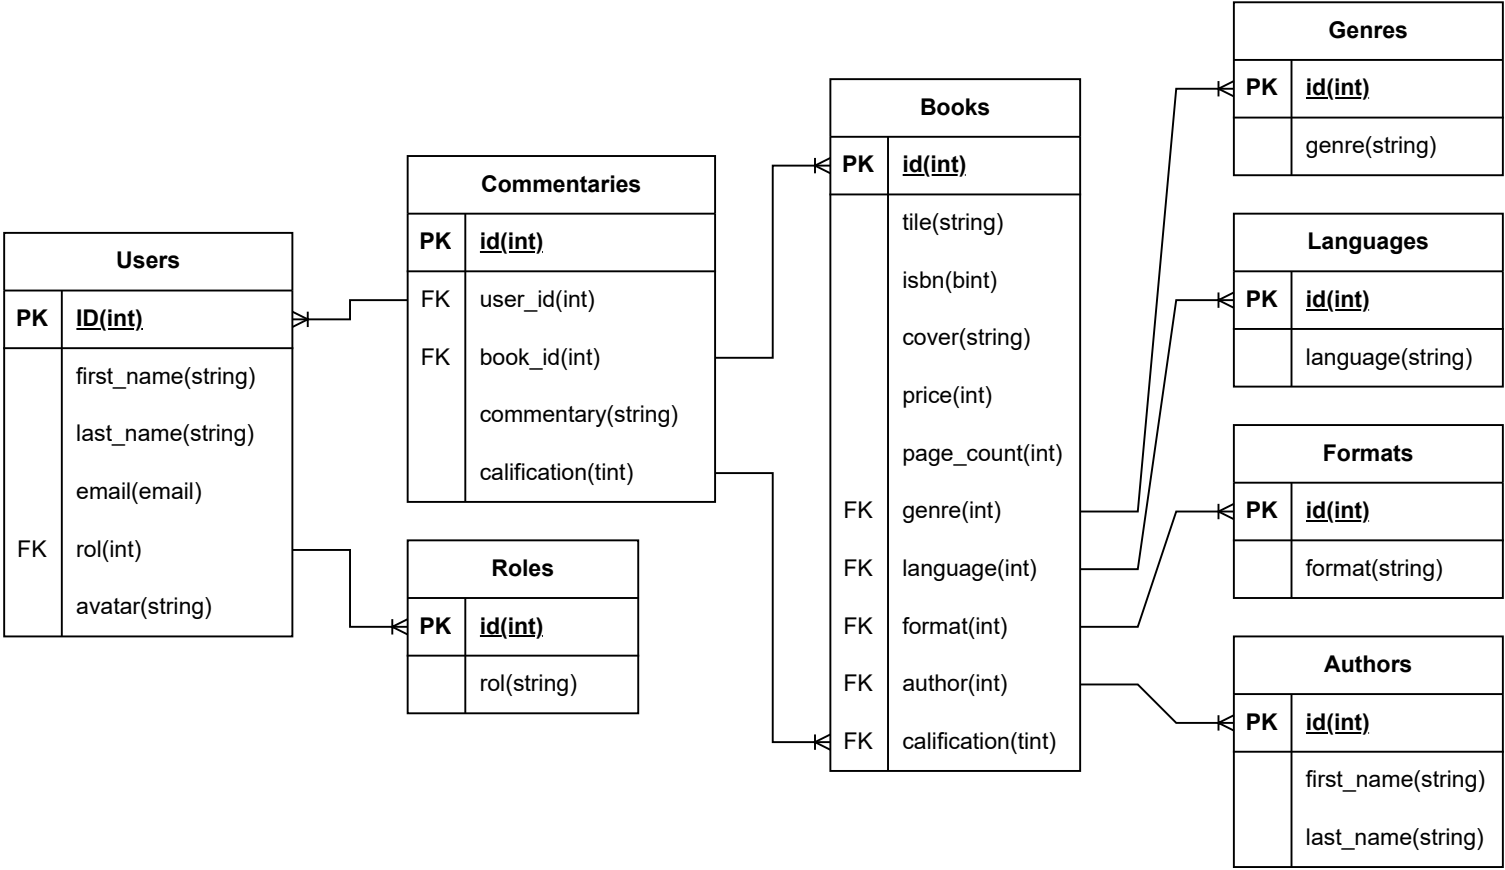 Users
PK ID(int)
first_name(string)
last_name(string)
email(email)
FK rol(int)
avatar(string)
Commentaries
PK id(int)
FK user_id(int)
FK book_id(int)
commentary(string)
calification(tint)
Roles
PK id(int)
rol(string)
Books
PK id(int)
tile(string)
isbn(bint)
cover(string)
price(int)
page_count(int)
FK genre(int)
FK language(int)
FK format(int)
FK author(int)
FK calification(tint)
Genres
PK id(int)
genre(string)
Languages
PK id(int)
language(string)
Formats
PK id(int)
format(string)
Authors
PK id(int)
first_name(string)
last_name(string)